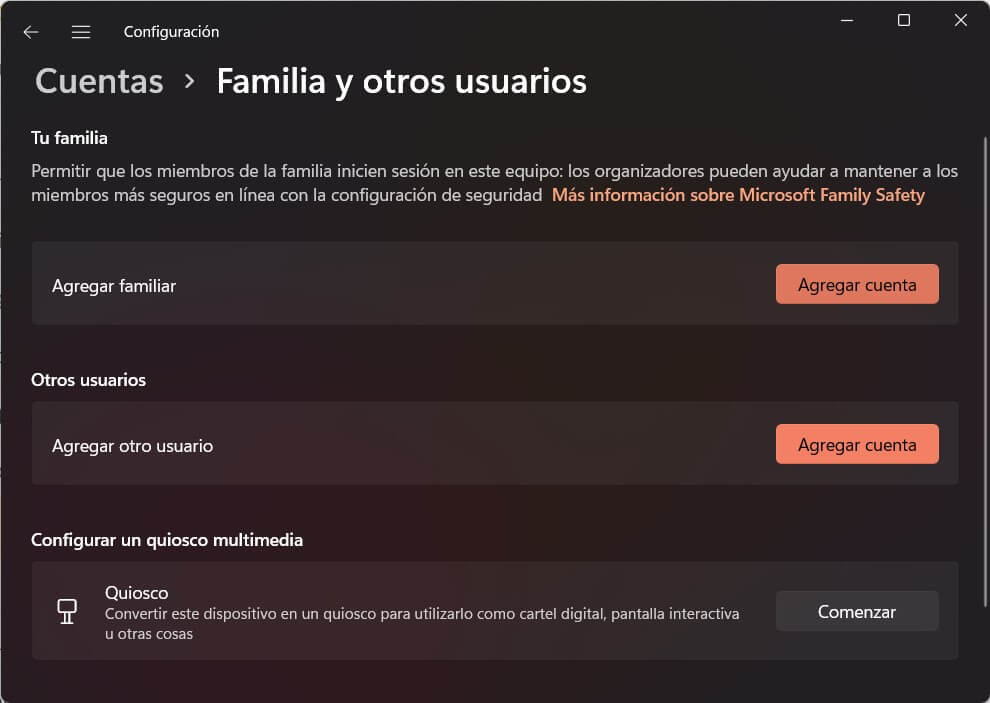 Configuración
Cuentas > Familia y otros usuarios
Tu familia
Permitir que los miembros de la familia inicien sesión en este equipo: los organizadores pueden ayudar a mantener a los
miembros más seguros en línea con la configuración de seguridad Más información sobre Microsoft Family Safety
Agregar familiar
Agregar cuenta
Otros usuarios
Agregar otro usuario
Agregar cuenta
Configurar un quiosco multimedia
Quiosco
Convertir este dispositivo en un quiosco para utilizarlo como cartel digital, pantalla interactiva
u otras cosas
Comenzar